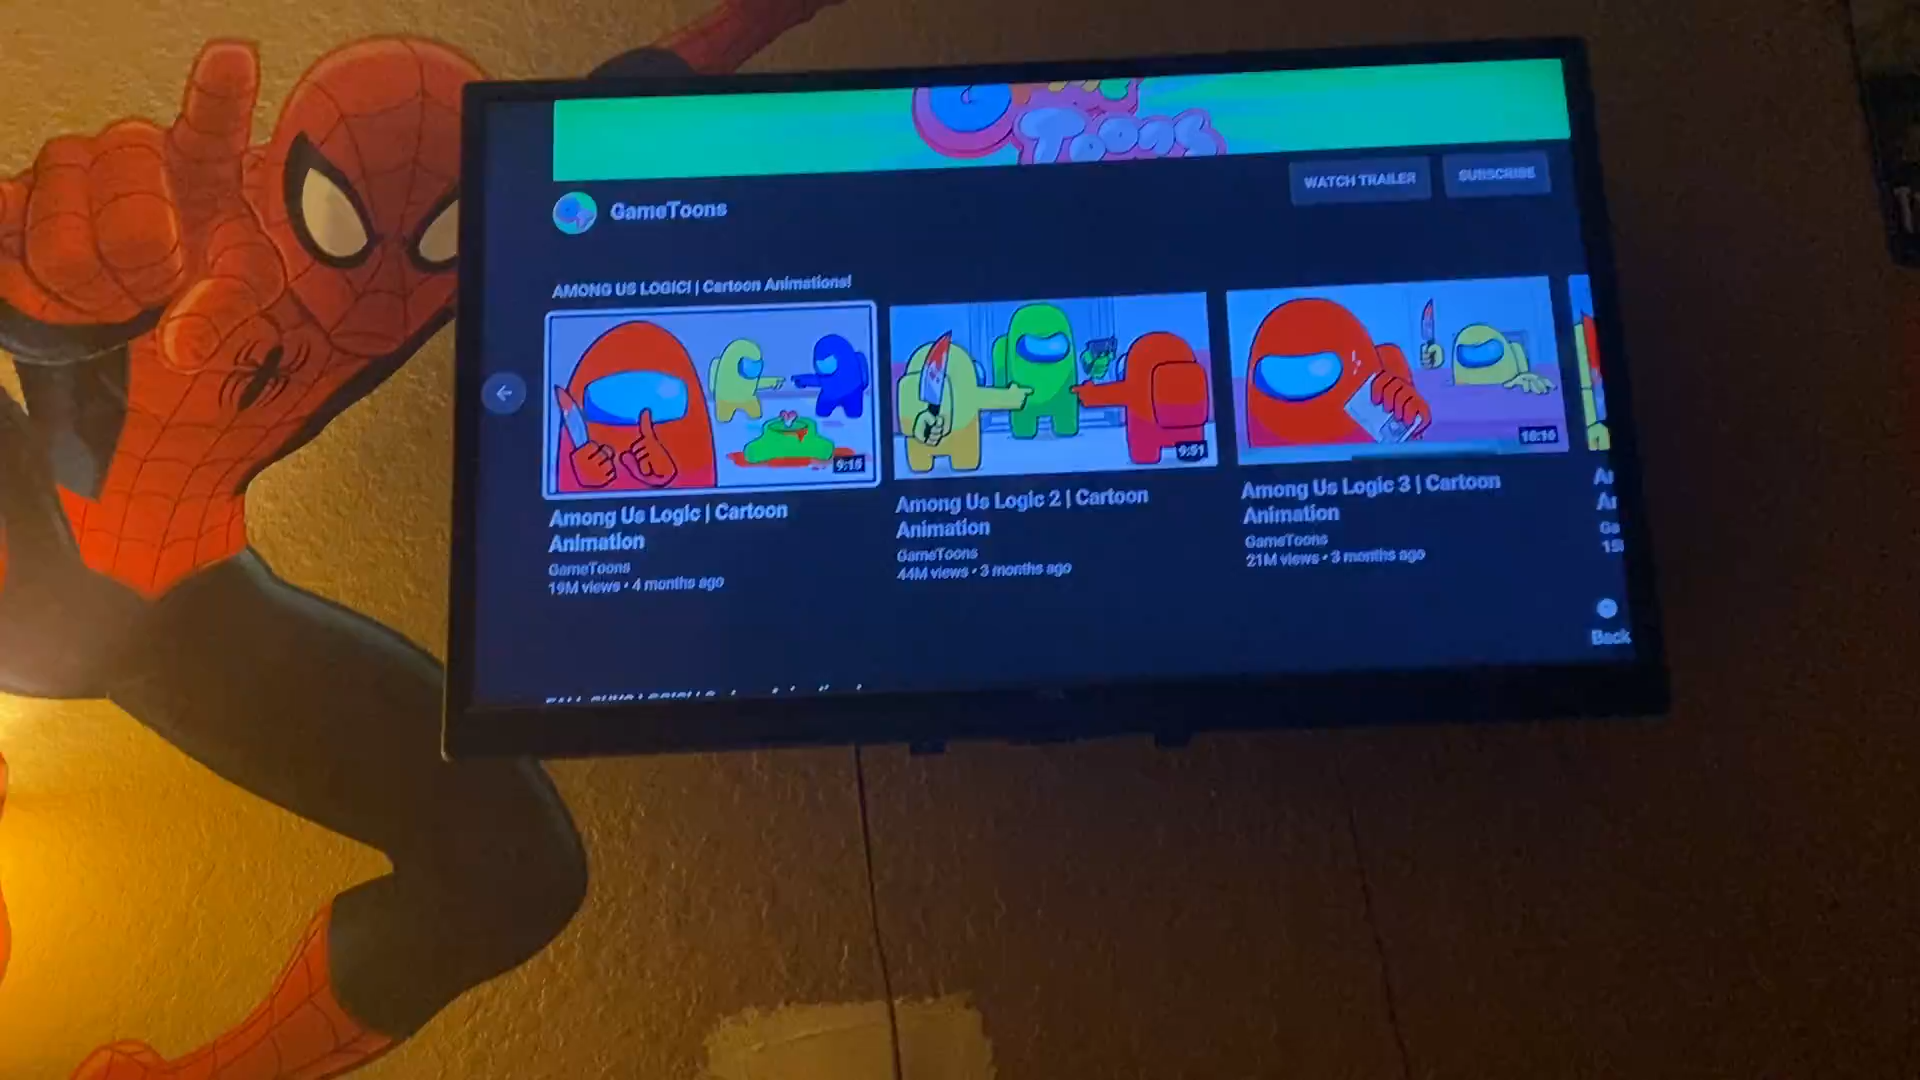 Toons
WATCH TRAILER
SUBSCRIBE
GameToons
AMONG US LOGIC! | Cartoon Animations!
9:15
9:51
10:10
Among Us Logic | Cartoon
Animation
GameToons
19M views • 4 months ago
Among Us Logic 2 | Cartoon
Animation
GameToons
44M views • 3 months ago
Among Us Logic 3 | Cartoon
Animation
GameToons
21M views • 3 months ago
Back